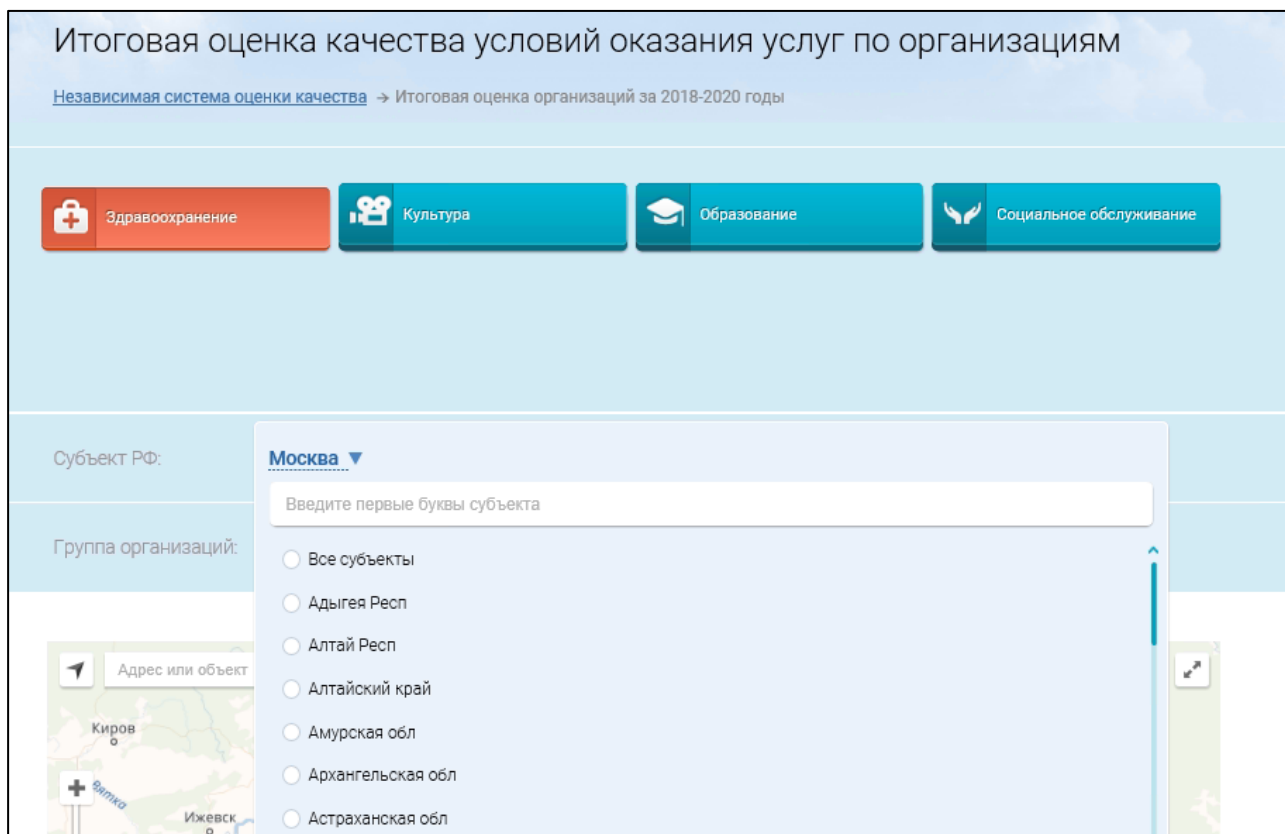 Итоговая оценка качества условий оказания услуг по организациям
Независимая система оценки качества → Итоговая оценка организаций за 2018-2020 годы
Здравоохранение
Культура
Образование
Социальное обслуживание
Субъект РФ:
Москва ▼
Введите первые буквы субъекта
Группа организаций:
Все субъекты
Адыгея Респ
Алтай Респ
Алтайский край
Амурская обл
Архангельская обл
Астраханская обл
Адрес или объект
Киров
Вятка
Ижевск